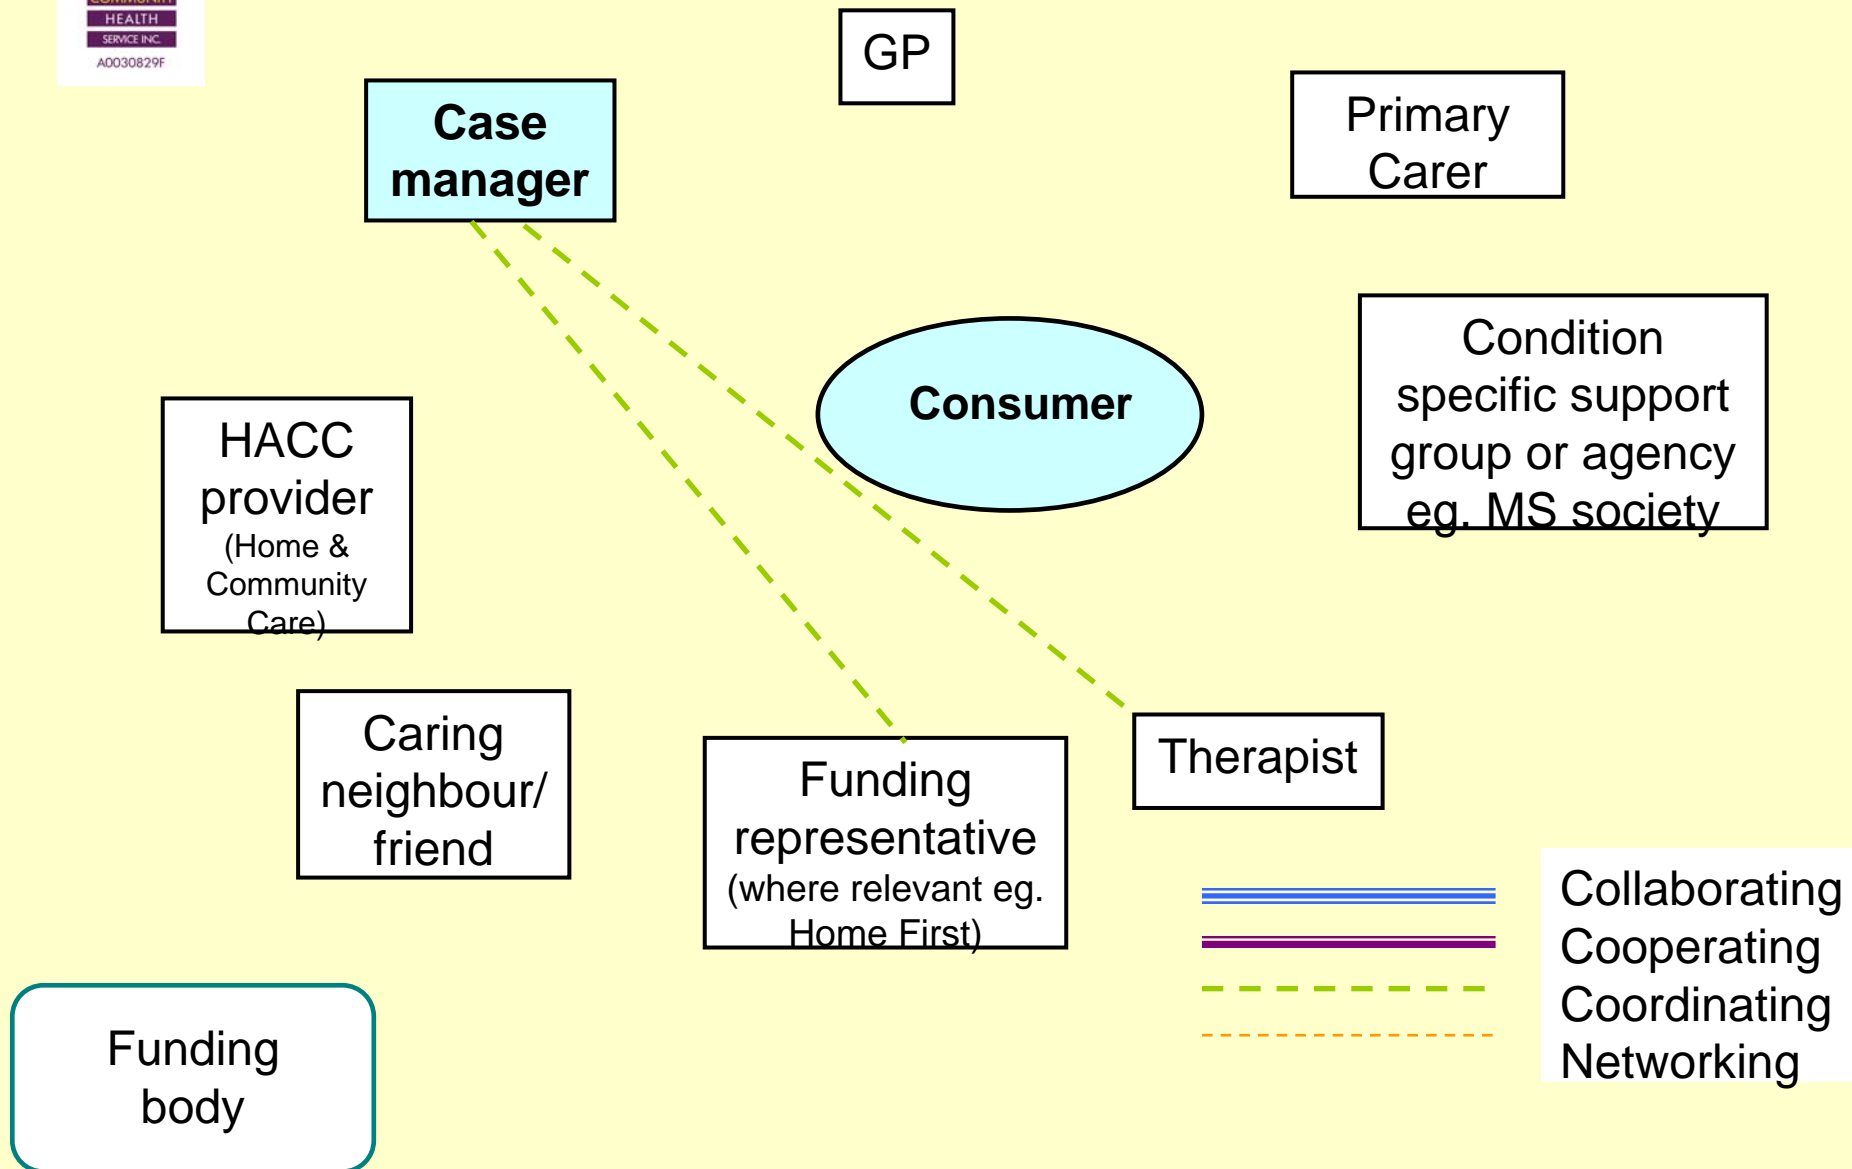 COMMUNITY
HEALTH
SERVICE INC.
A0030829F
GP
Case
manager
Primary
Carer
Consumer
Condition
specific support
group or agency
eg. MS society
HACC
provider
(Home &
Community
Care)
Caring
neighbour/
friend
Funding
representative
(where relevant eg.
Home First)
Therapist
Collaborating
Cooperating
Coordinating
Networking
Funding
body